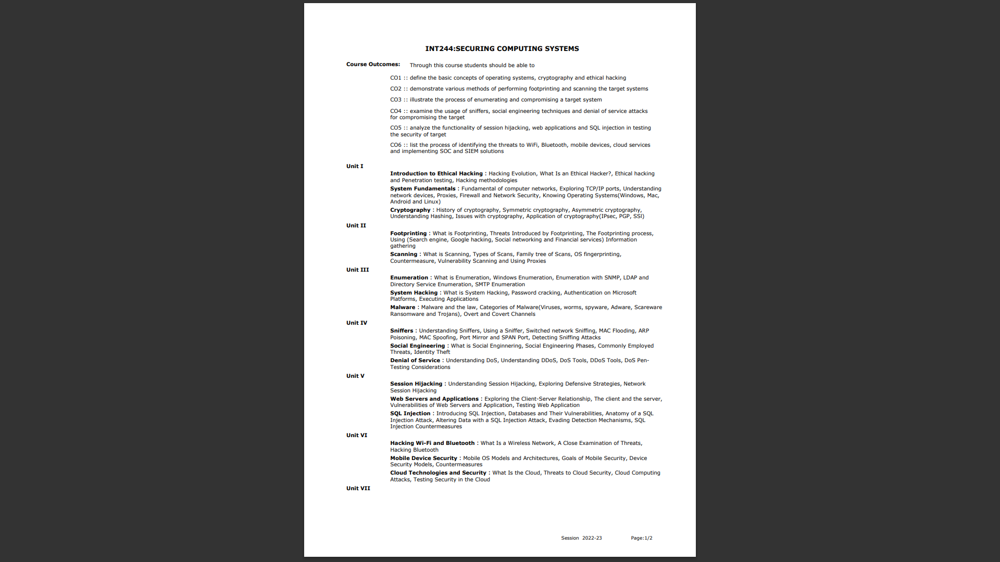 INT244:SECURING COMPUTING SYSTEMS
Course Outcomes: Through this course students should be able to
CO1 :: define the basic concepts of operating systems, cryptography and ethical hacking
CO2 :: demonstrate various methods of performing footprinting and scanning the target systems
CO3 :: illustrate the process of enumerating and compromising a target system
CO4 :: examine the usage of sniffers, social engineering techniques and denial of service attacks
for compromising the target
CO5 :: analyze the functionality of session hijacking, web applications and SQL injection in testing
the security of target
CO6 :: list the process of identifying the threats to WiFi, Bluetooth, mobile devices, cloud services
and implementing SOC and SIEM solutions
Unit I
Introduction to Ethical Hacking : Hacking Evolution, What Is an Ethical Hacker?, Ethical hacking
and Penetration testing, Hacking methodologies
System Fundamentals : Fundamental of computer networks, Exploring TCP/IP ports, Understanding
network devices, Proxies, Firewall and Network Security, Knowing Operating Systems(Windows, Mac,
Android and Linux)
Cryptography : History of cryptography, Symmetric cryptography, Asymmetric cryptography,
Understanding Hashing, Issues with cryptography, Application of cryptography(IPsec, PGP, SSl)
Unit II
Footprinting : What is Footprinting, Threats Introduced by Footprinting, The Footprinting process,
Using (Search engine, Google hacking, Social networking and Financial services) Information
gathering
Scanning : What is Scanning, Types of Scans, Family tree of Scans, OS fingerprinting,
Countermeasure, Vulnerability Scanning and Using Proxies
Unit III
Enumeration : What is Enumeration, Windows Enumeration, Enumeration with SNMP, LDAP and
Directory Service Enumeration, SMTP Enumeration
System Hacking : What is System Hacking, Password cracking, Authentication on Microsoft
Platforms, Executing Applications
Malware : Malware and the law, Categories of Malware(Viruses, worms, spyware, Adware, Scareware
Ransomware and Trojans), Overt and Covert Channels
Unit IV
Sniffers : Understanding Sniffers, Using a Sniffer, Switched network Sniffing, MAC Flooding, ARP
Poisoning, MAC Spoofing, Port Mirror and SPAN Port, Detecting Sniffing Attacks
Social Engineering : What is Social Enginnering, Social Engineering Phases, Commonly Employed
Threats, Identity Theft
Denial of Service : Understanding DoS, Understanding DDoS, DoS Tools, DDoS Tools, DoS Pen-
Testing Considerations
Unit V
Session Hijacking : Understanding Session Hijacking, Exploring Defensive Strategies, Network
Session Hijacking
Web Servers and Applications : Exploring the Client-Server Relationship, The client and the server,
Vulnerabilities of Web Servers and Application, Testing Web Application
SQL Injection : Introducing SQL Injection, Databases and Their Vulnerabilities, Anatomy of a SQL
Injection Attack, Altering Data with a SQL Injection Attack, Evading Detection Mechanisms, SQL
Injection Countermeasures
Unit VI
Hacking Wi-Fi and Bluetooth : What Is a Wireless Network, A Close Examination of Threats,
Hacking Bluetooth
Mobile Device Security : Mobile OS Models and Architectures, Goals of Mobile Security, Device
Security Models, Countermeasures
Cloud Technologies and Security : What Is the Cloud, Threats to Cloud Security, Cloud Computing
Attacks, Testing Security in the Cloud
Unit VII
Session 2022-23 Page:1/2